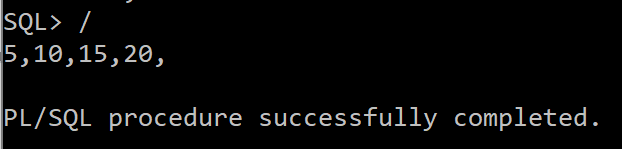 SQL> /
5,10,15,20,
PL/SQL procedure successfully completed.